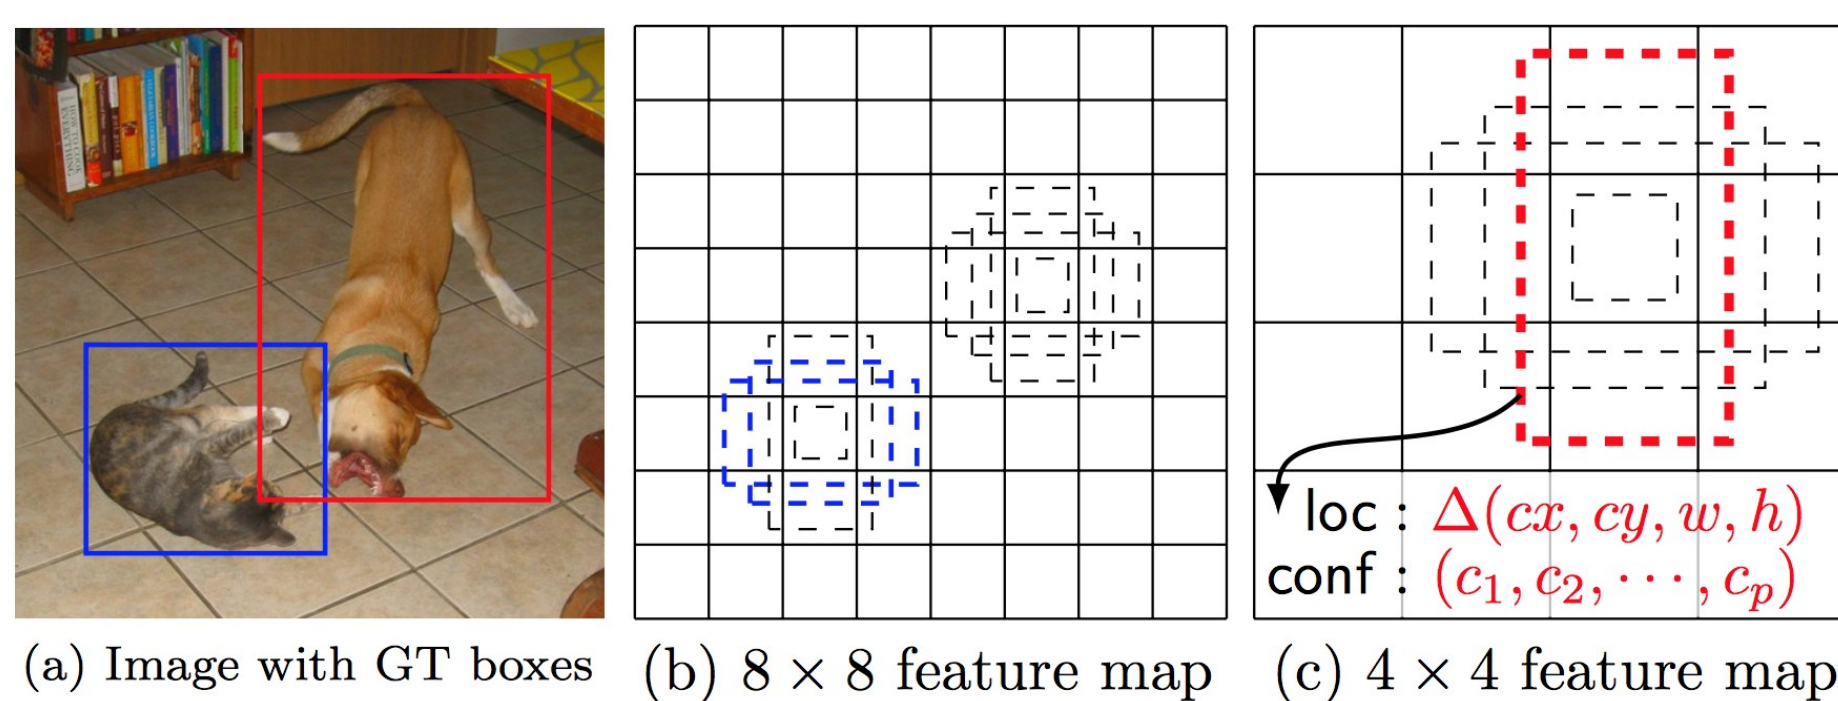 loc : Δ(cx, cy, w, h)
conf : (c₁, c₂, ⋯, cₚ)
(a) Image with GT boxes
(b) 8 × 8 feature map
(c) 4 × 4 feature map